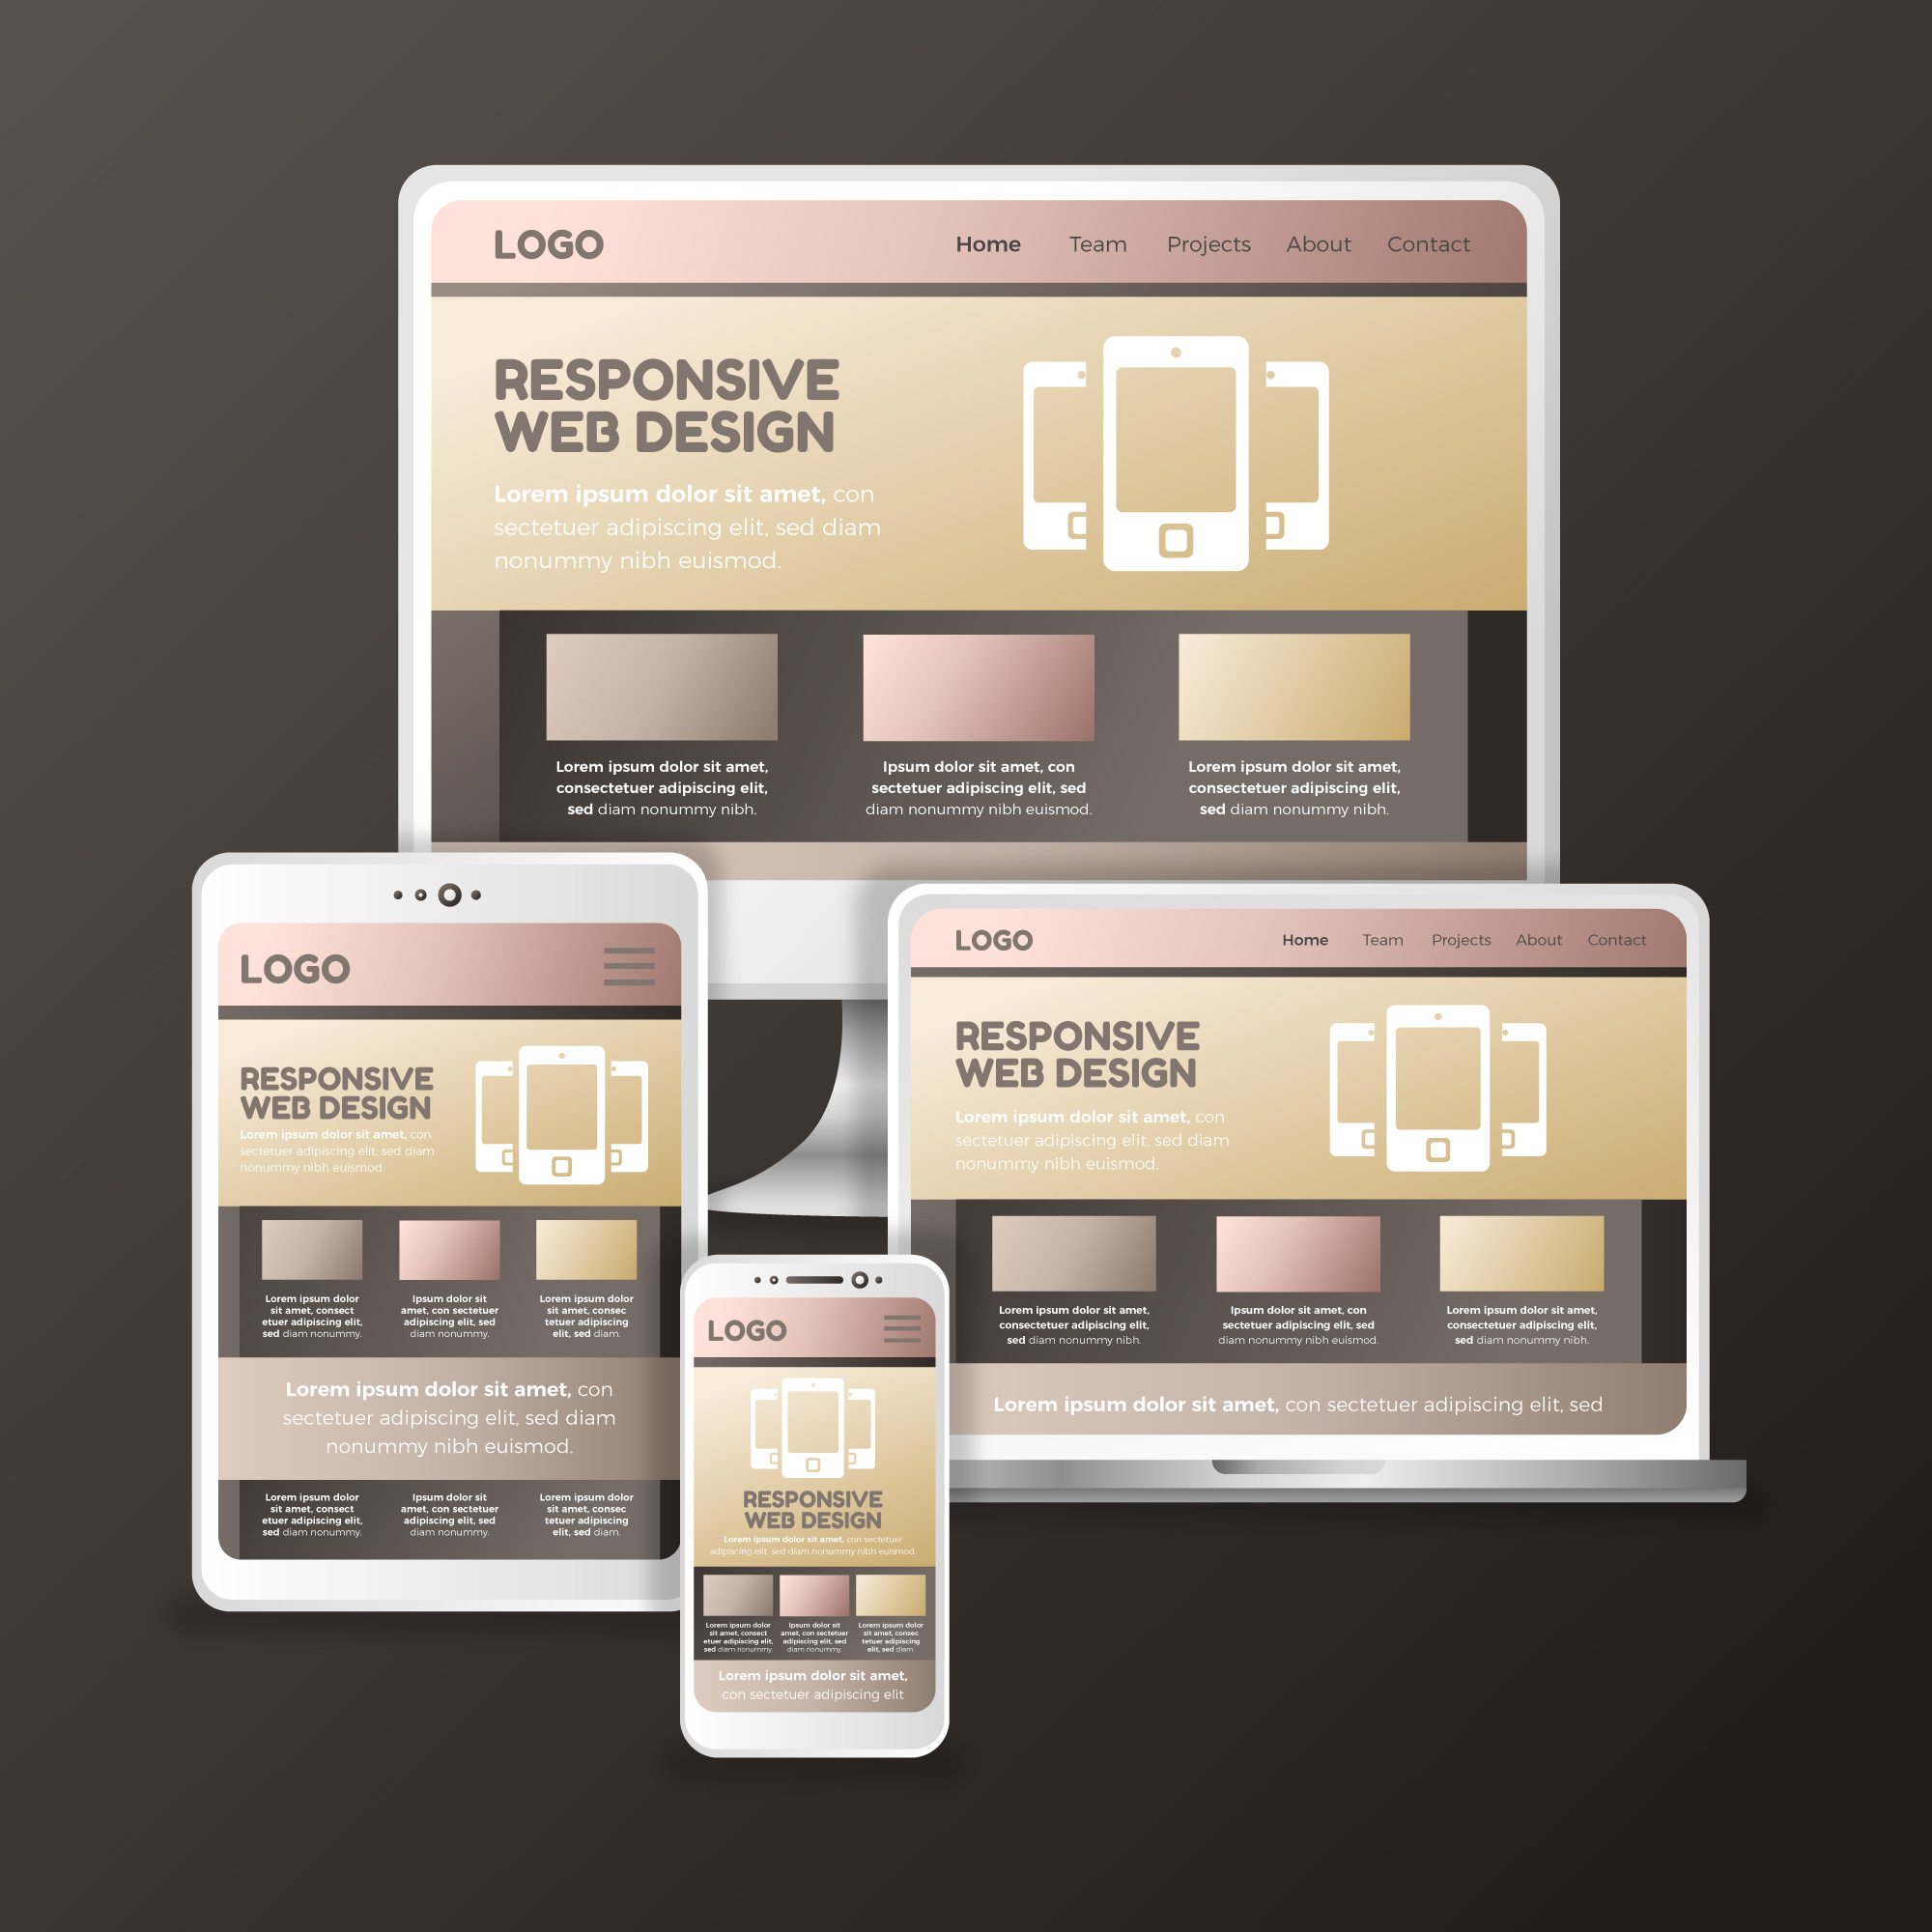 LOGO
Home Team Projects About Contact
RESPONSIVE
WEB DESIGN
Lorem ipsum dolor sit amet, con
sectetuer adipiscing elit, sed diam
nonummy nibh euismod.
Lorem ipsum dolor sit amet,
consectetuer adipiscing elit,
sed diam nonummy nibh.
Ipsum dolor sit amet, con
sectetuer adipiscing elit, sed
diam nonummy nibh euismod.
Lorem ipsum dolor sit amet,
consectetuer adipiscing elit,
sed diam nonummy nibh.
LOGO
RESPONSIVE
WEB DESIGN
Lorem ipsum dolor sit amet, con
sectetuer adipiscing elit, sed diam
nonummy nibh euismod.
Lorem ipsum dolor
sit amet, consect
etuer adipiscing elit,
sed diam nonummy.
Ipsum dolor sit
amet, con sectetuer
adipiscing elit, sed
diam nonummy.
Lorem ipsum dolor
sit amet, consec
tetuer adipiscing
elit, sed diam.
Lorem ipsum dolor sit amet, con
sectetuer adipiscing elit, sed diam
nonummy nibh euismod.
Lorem ipsum dolor
sit amet, consect
etuer adipiscing elit,
sed diam nonummy.
Ipsum dolor sit
amet, con sectetuer
adipiscing elit, sed
diam nonummy.
Lorem ipsum dolor
sit amet, consec
tetuer adipiscing
elit, sed diam.
LOGO
Home Team Projects About Contact
RESPONSIVE
WEB DESIGN
Lorem ipsum dolor sit amet, con
sectetuer adipiscing elit, sed diam
nonummy nibh euismod.
Lorem ipsum dolor sit amet,
consectetuer adipiscing elit,
sed diam nonummy nibh.
Ipsum dolor sit amet, con
sectetuer adipiscing elit, sed
diam nonummy nibh euismod.
Lorem ipsum dolor sit amet,
consectetuer adipiscing elit,
sed diam nonummy nibh.
Lorem ipsum dolor sit amet, con sectetuer adipiscing elit, sed
LOGO
RESPONSIVE
WEB DESIGN
Lorem ipsum dolor sit amet, con sectetuer
adipiscing elit, sed diam nonummy nibh euismod.
Lorem ipsum dolor
sit amet, consect
etuer adipiscing elit,
sed diam nonummy.
Ipsum dolor sit
amet, con sectetuer
adipiscing elit, sed
diam nonummy.
Lorem ipsum dolor
sit amet, consec
tetuer adipiscing
elit, sed diam.
Lorem ipsum dolor sit amet,
con sectetuer adipiscing elit